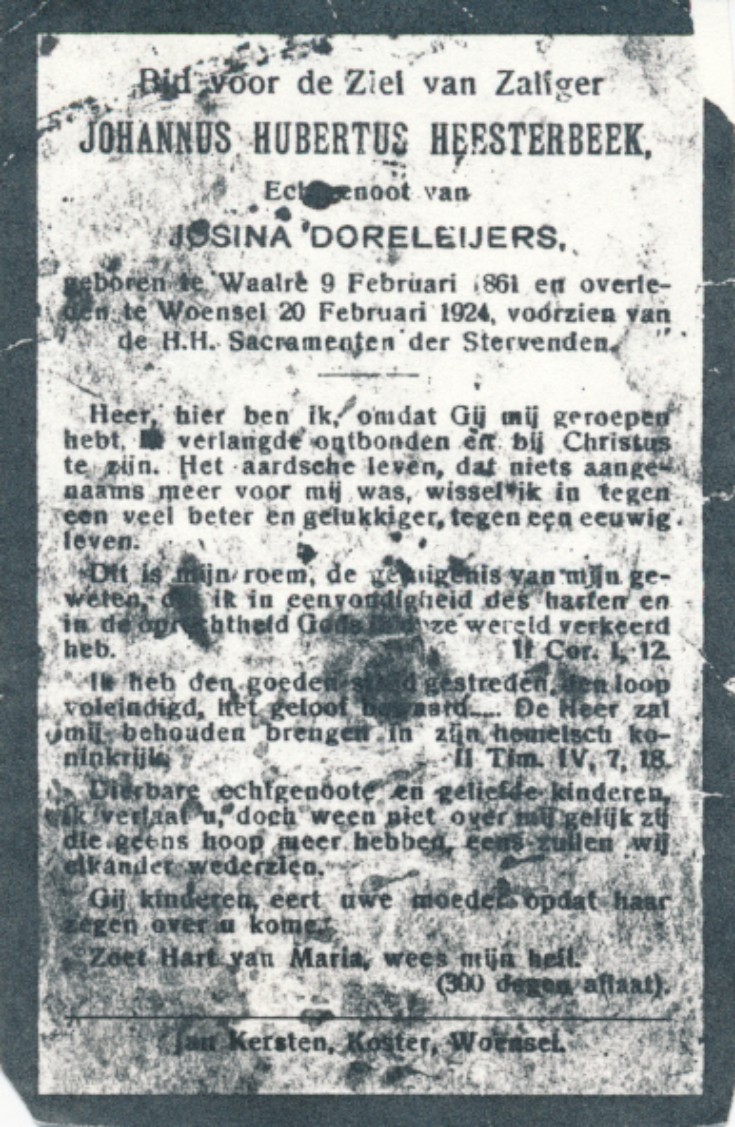 Bid voor de Ziel van Zaliger
JOHANNUS HUBERTUS HEESTERBEEK,
Echtgenoot van
JOSINA DORELEIJERS,
geboren te Waalre 9 Februari 1861 en overle-
den te Woensel 20 Februari 1924, voorzien van
de H.H. Sacramenten der Stervenden.
Heer, hier ben ik, omdat Gij mij geroepen
hebt, verlangde ontbonden en bij Christus
te zijn. Het aardsche leven, dat niets aange-
naams meer voor mij was, wissel ik in tegen
een veel beter en gelukkiger, tegen een eeuwig
leven.
Dit is mijn roem, de getuigenis van mijn ge-
weten, dat ik in eenvoudigheid des harten en
in de oprechtheid Gods in deze wereld verkeerd
heb. II Cor. I, 12.
Ik heb den goeden strijd gestreden, den loop
voleindigd, het geloof bewaard..... De Heer zal
mij behouden brengen in zijn hemelsch ko-
ninkrijk. II Tim. IV, 7, 18.
Dierbare echtgenoote en geliefde kinderen,
ik verlaat u, doch ween niet over mij gelijk zij
die geens hoop meer hebben, eens zullen wij
elkander wederzien.
Gij kinderen, eert uwe moeder opdat haar
zegen over u kome.
Zoet Hart van Maria, wees mijn heil.
(300 dagen aflaat).
Jan Kersten, Koster, Woensel.